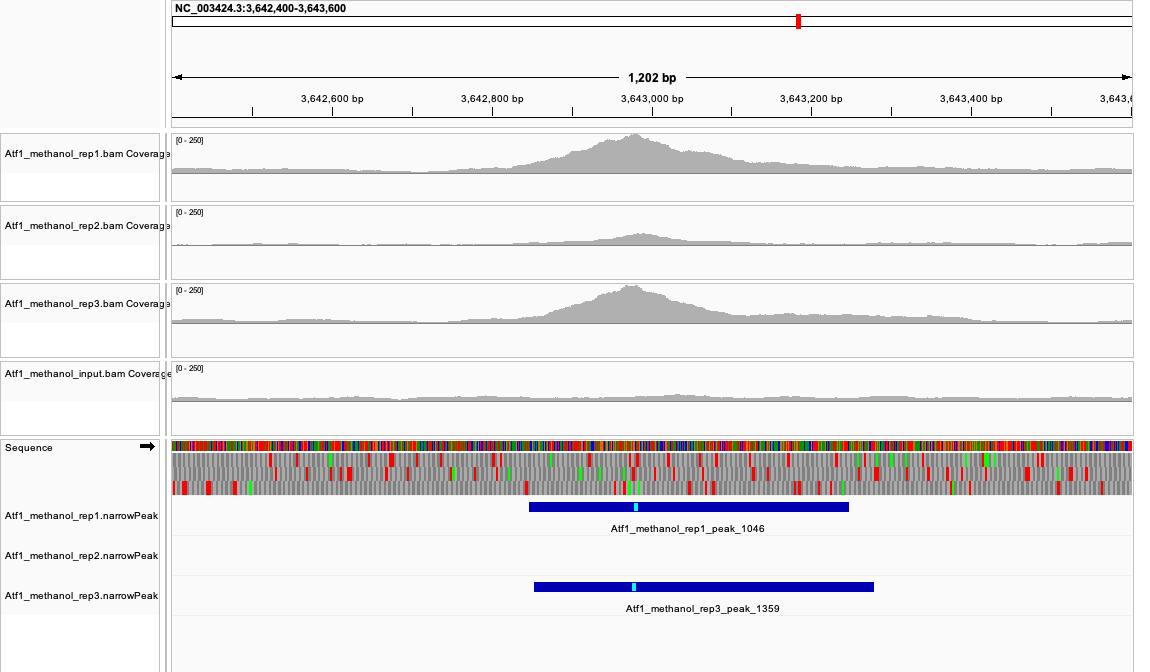 NC_003424.3:3,642,400-3,643,600
1,202 bp
3,642,600 bp 3,642,800 bp 3,643,000 bp 3,643,200 bp 3,643,400 bp 3,643,6
Atf1_methanol_rep1.bam Coverage
[0 - 250]
Atf1_methanol_rep2.bam Coverage
[0 - 250]
Atf1_methanol_rep3.bam Coverage
[0 - 250]
Atf1_methanol_input.bam Coverage
[0 - 250]
Sequence
Atf1_methanol_rep1.narrowPeak
Atf1_methanol_rep1_peak_1046
Atf1_methanol_rep2.narrowPeak
Atf1_methanol_rep3.narrowPeak
Atf1_methanol_rep3_peak_1359